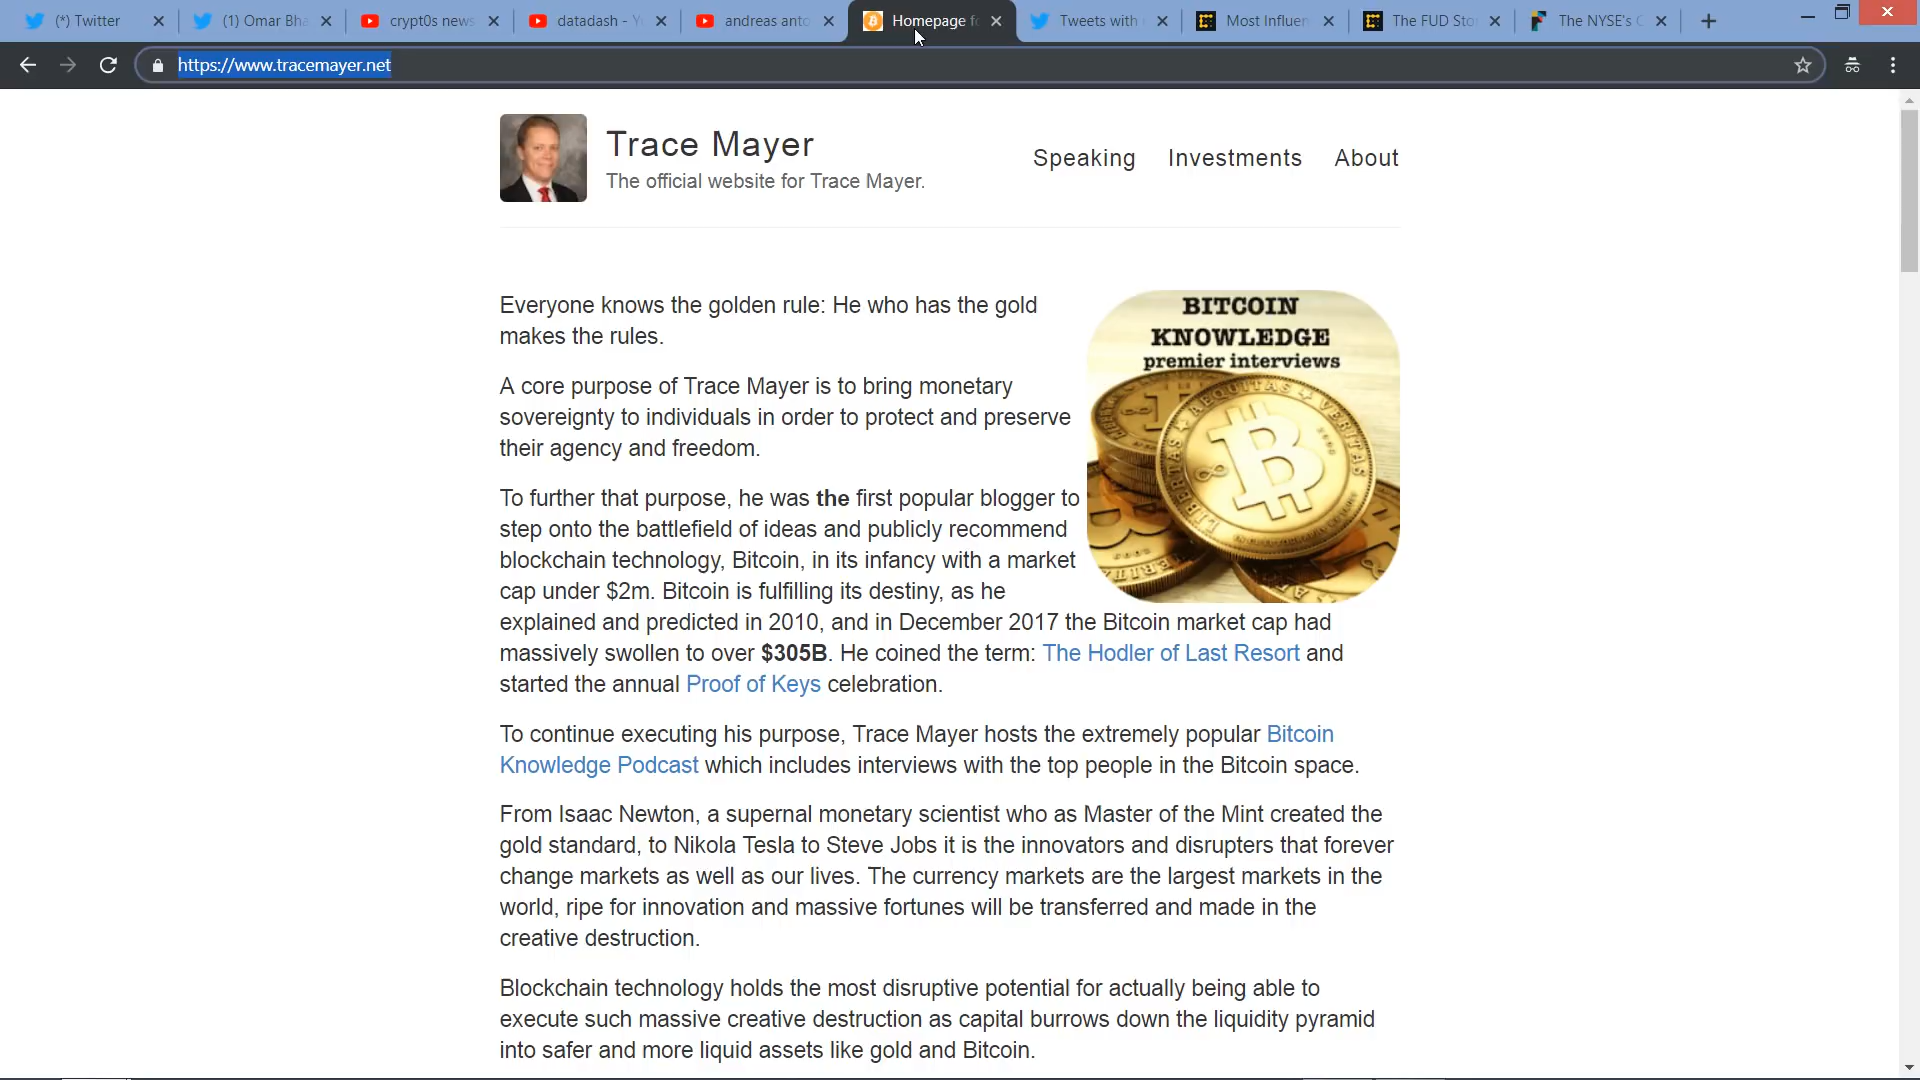 (*) Twitter
(1) Omar Bha
crypt0s news
datadash - Y
andreas anto
Homepage fo
Tweets with
Most Influen
The FUD Sto
The NYSE's
https://www.tracemayer.net
Trace Mayer
The official website for Trace Mayer.
Speaking Investments About
Everyone knows the golden rule: He who has the gold
makes the rules.
A core purpose of Trace Mayer is to bring monetary
sovereignty to individuals in order to protect and preserve
their agency and freedom.
BITCOIN
KNOWLEDGE
premier interviews
AEQUITAS VERITAS
LIBERTAS
To further that purpose, he was the first popular blogger to
step onto the battlefield of ideas and publicly recommend
blockchain technology, Bitcoin, in its infancy with a market
cap under $2m. Bitcoin is fulfilling its destiny, as he
explained and predicted in 2010, and in December 2017 the Bitcoin market cap had
massively swollen to over $305B. He coined the term: The Hodler of Last Resort and
started the annual Proof of Keys celebration.
To continue executing his purpose, Trace Mayer hosts the extremely popular Bitcoin
Knowledge Podcast which includes interviews with the top people in the Bitcoin space.
From Isaac Newton, a supernal monetary scientist who as Master of the Mint created the
gold standard, to Nikola Tesla to Steve Jobs it is the innovators and disrupters that forever
change markets as well as our lives. The currency markets are the largest markets in the
world, ripe for innovation and massive fortunes will be transferred and made in the
creative destruction.
Blockchain technology holds the most disruptive potential for actually being able to
execute such massive creative destruction as capital burrows down the liquidity pyramid
into safer and more liquid assets like gold and Bitcoin.